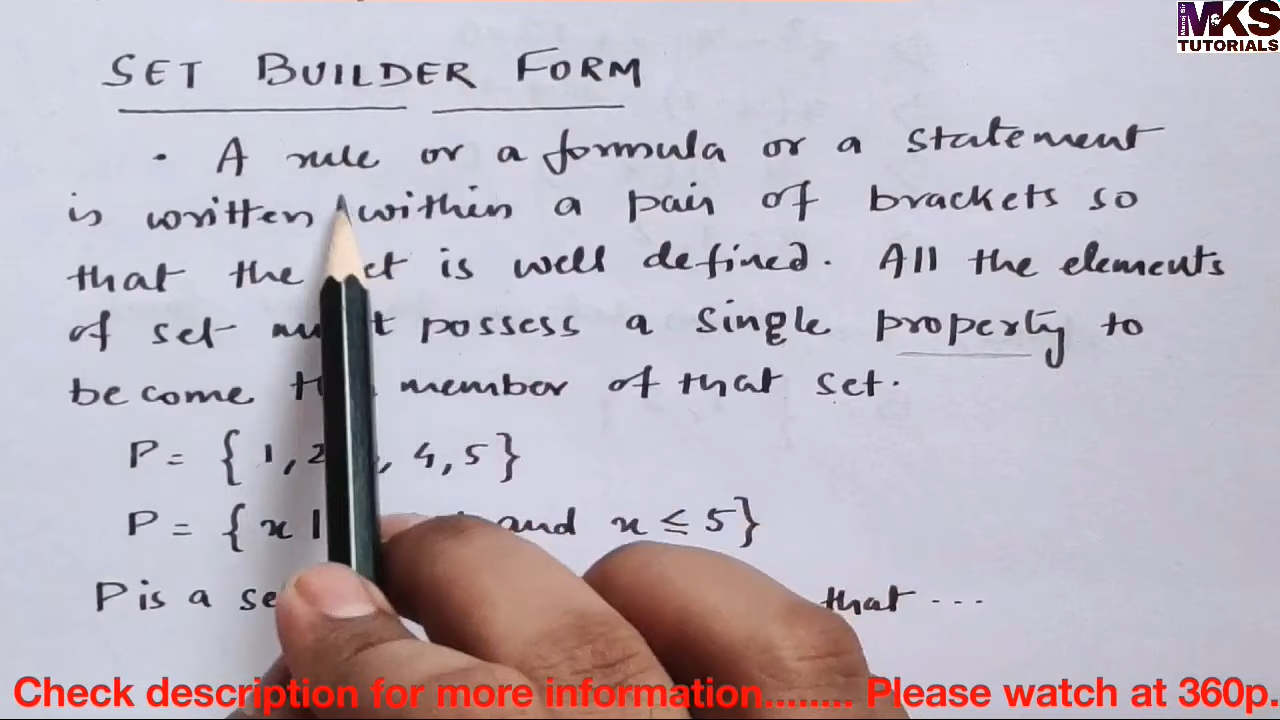 MKS
TUTORIALS
SET BUILDER FORM
• A rule or a formula or a statement
is written within a pair of brackets so
that the et is well defined. All the elements
of set t possess a single property to
be come member of that set.
P = { 1, 2 , 4, 5 }
P = { x | and x ≤ 5 }
P is a se that ---
Check description for more information........ Please watch at 360p.